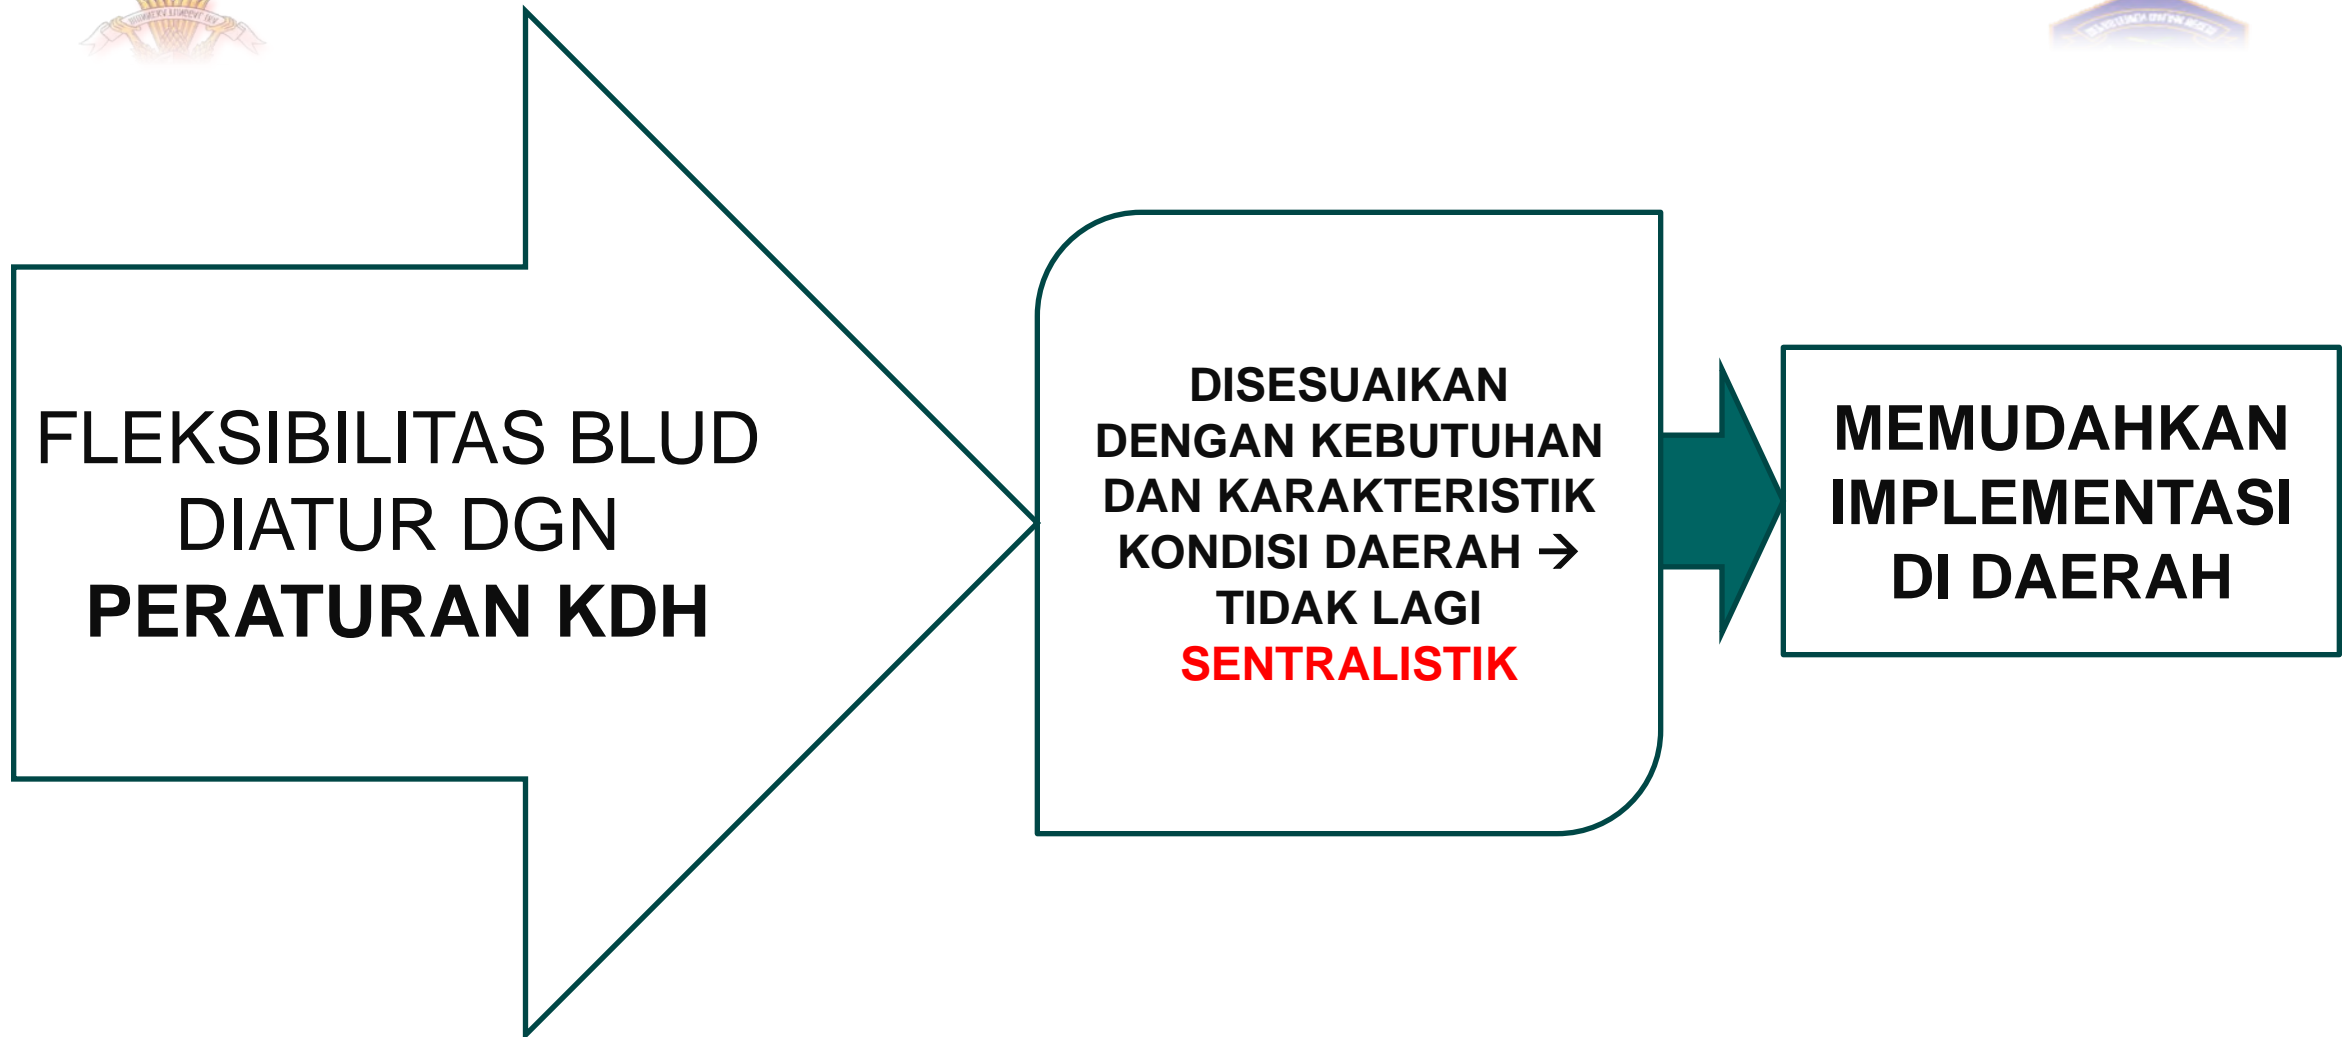 FLEKSIBILITAS BLUD
DIATUR DGN
PERATURAN KDH
DISESUAIKAN
DENGAN KEBUTUHAN
DAN KARAKTERISTIK
KONDISI DAERAH →
TIDAK LAGI
SENTRALISTIK
MEMUDAHKAN
IMPLEMENTASI
DI DAERAH